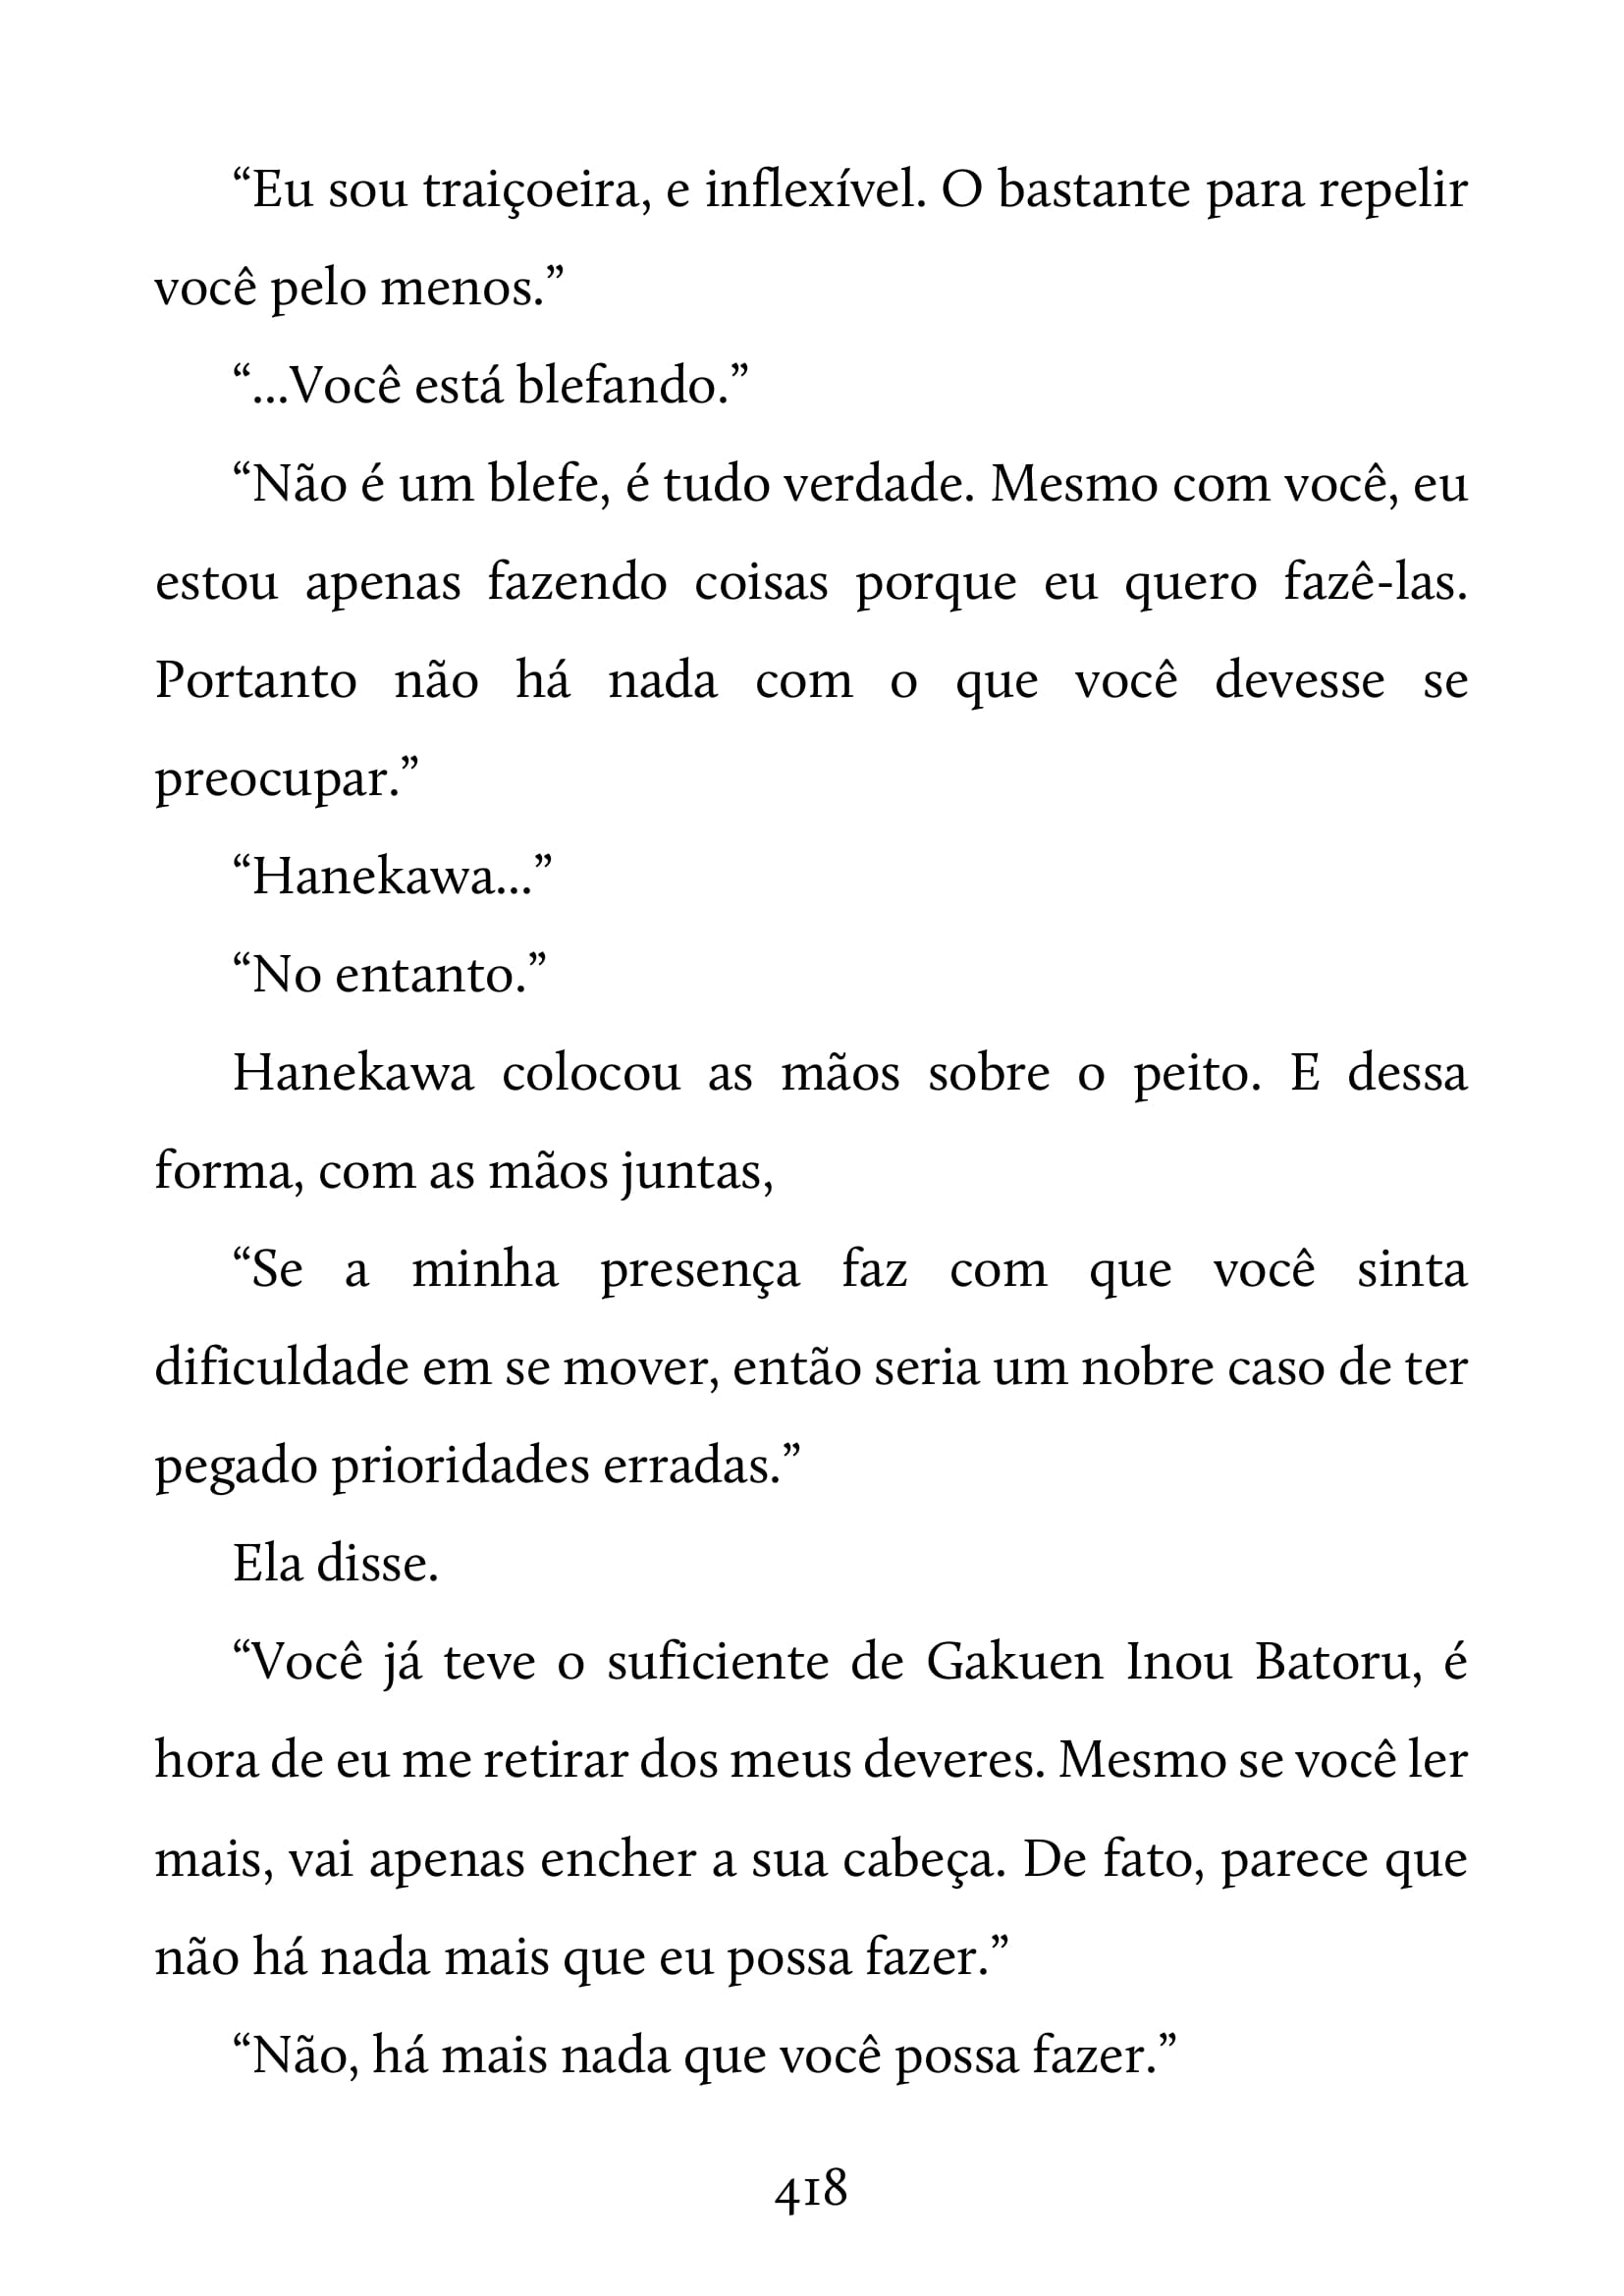 “Eu sou traiçoeira, e inflexível. O bastante para repelir
você pelo menos.”
“...Você está blefando.”
“Não é um blefe, é tudo verdade. Mesmo com você, eu
estou apenas fazendo coisas porque eu quero fazê-las.
Portanto não há nada com o que você devesse se
preocupar.”
“Hanekawa...”
“No entanto.”
Hanekawa colocou as mãos sobre o peito. E dessa
forma, com as mãos juntas,
“Se a minha presença faz com que você sinta
dificuldade em se mover, então seria um nobre caso de ter
pegado prioridades erradas.”
Ela disse.
“Você já teve o suficiente de Gakuen Inou Batoru, é
hora de eu me retirar dos meus deveres. Mesmo se você ler
mais, vai apenas encher a sua cabeça. De fato, parece que
não há nada mais que eu possa fazer.”
“Não, há mais nada que você possa fazer.”
418